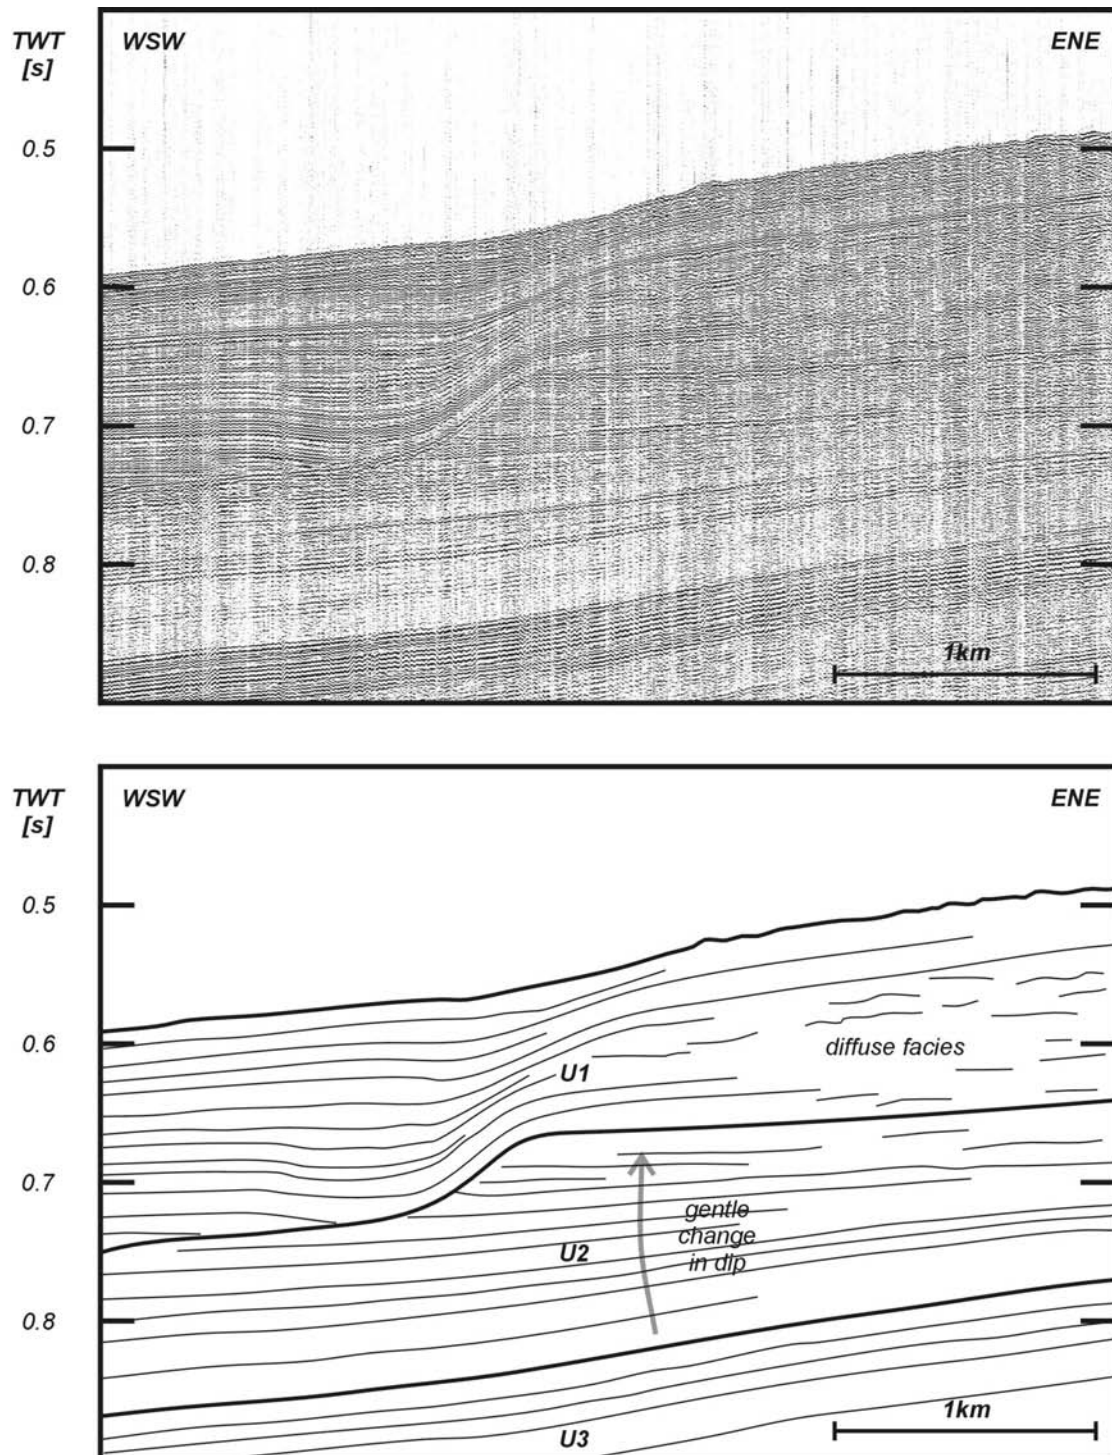 TWT
[s]
WSW
ENE
0.5
0.6
0.7
0.8
1km
TWT
[s]
WSW
ENE
0.5
0.6
0.7
0.8
U1
diffuse facies
gentle
change
in dip
U2
U3
1km